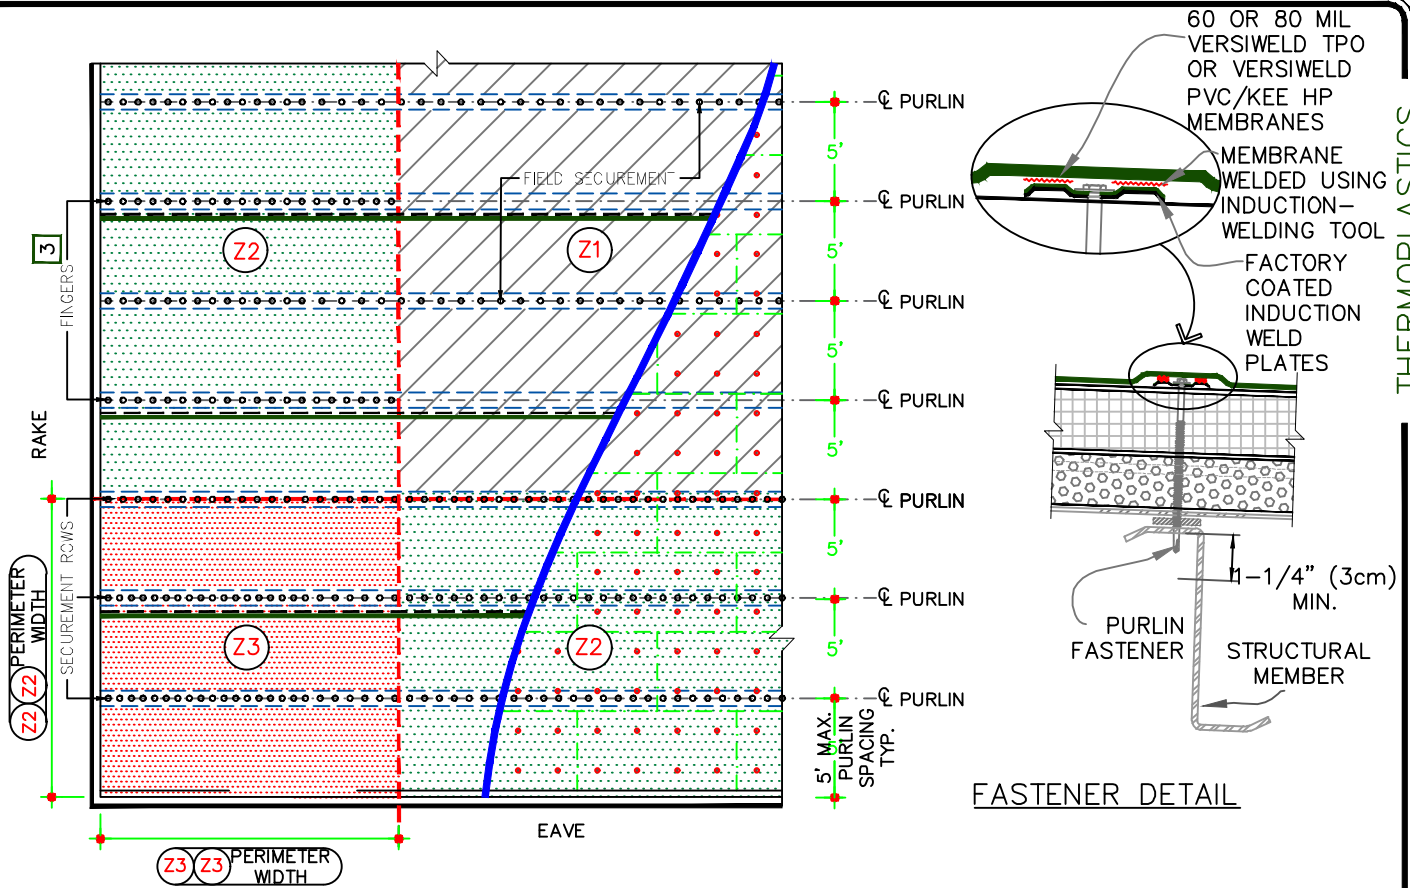 60 OR 80 MIL
VERSIWELD TPO
OR VERSIWELD
PVC/KEE HP
MEMBRANES
MEMBRANE
WELDED USING
INDUCTION-
WELDING TOOL
FACTORY
COATED
INDUCTION
WELD
PLATES
℄ PURLIN
5'
℄ PURLIN
FIELD SECUREMENT
5'
Z2
Z1
3
FINGERS
℄ PURLIN
5'
℄ PURLIN
5'
RAKE
℄ PURLIN
5'
℄ PURLIN
5'
Z3
Z2
SECUREMENT ROWS
Z2 Z2 PERIMETER
WIDTH
℄ PURLIN
5' MAX.
PURLIN
SPACING
TYP.
5'
EAVE
Z3 Z3 PERIMETER
WIDTH
1-1/4" (3cm)
MIN.
PURLIN
FASTENER
STRUCTURAL
MEMBER
FASTENER DETAIL
THERMOPLASTICS